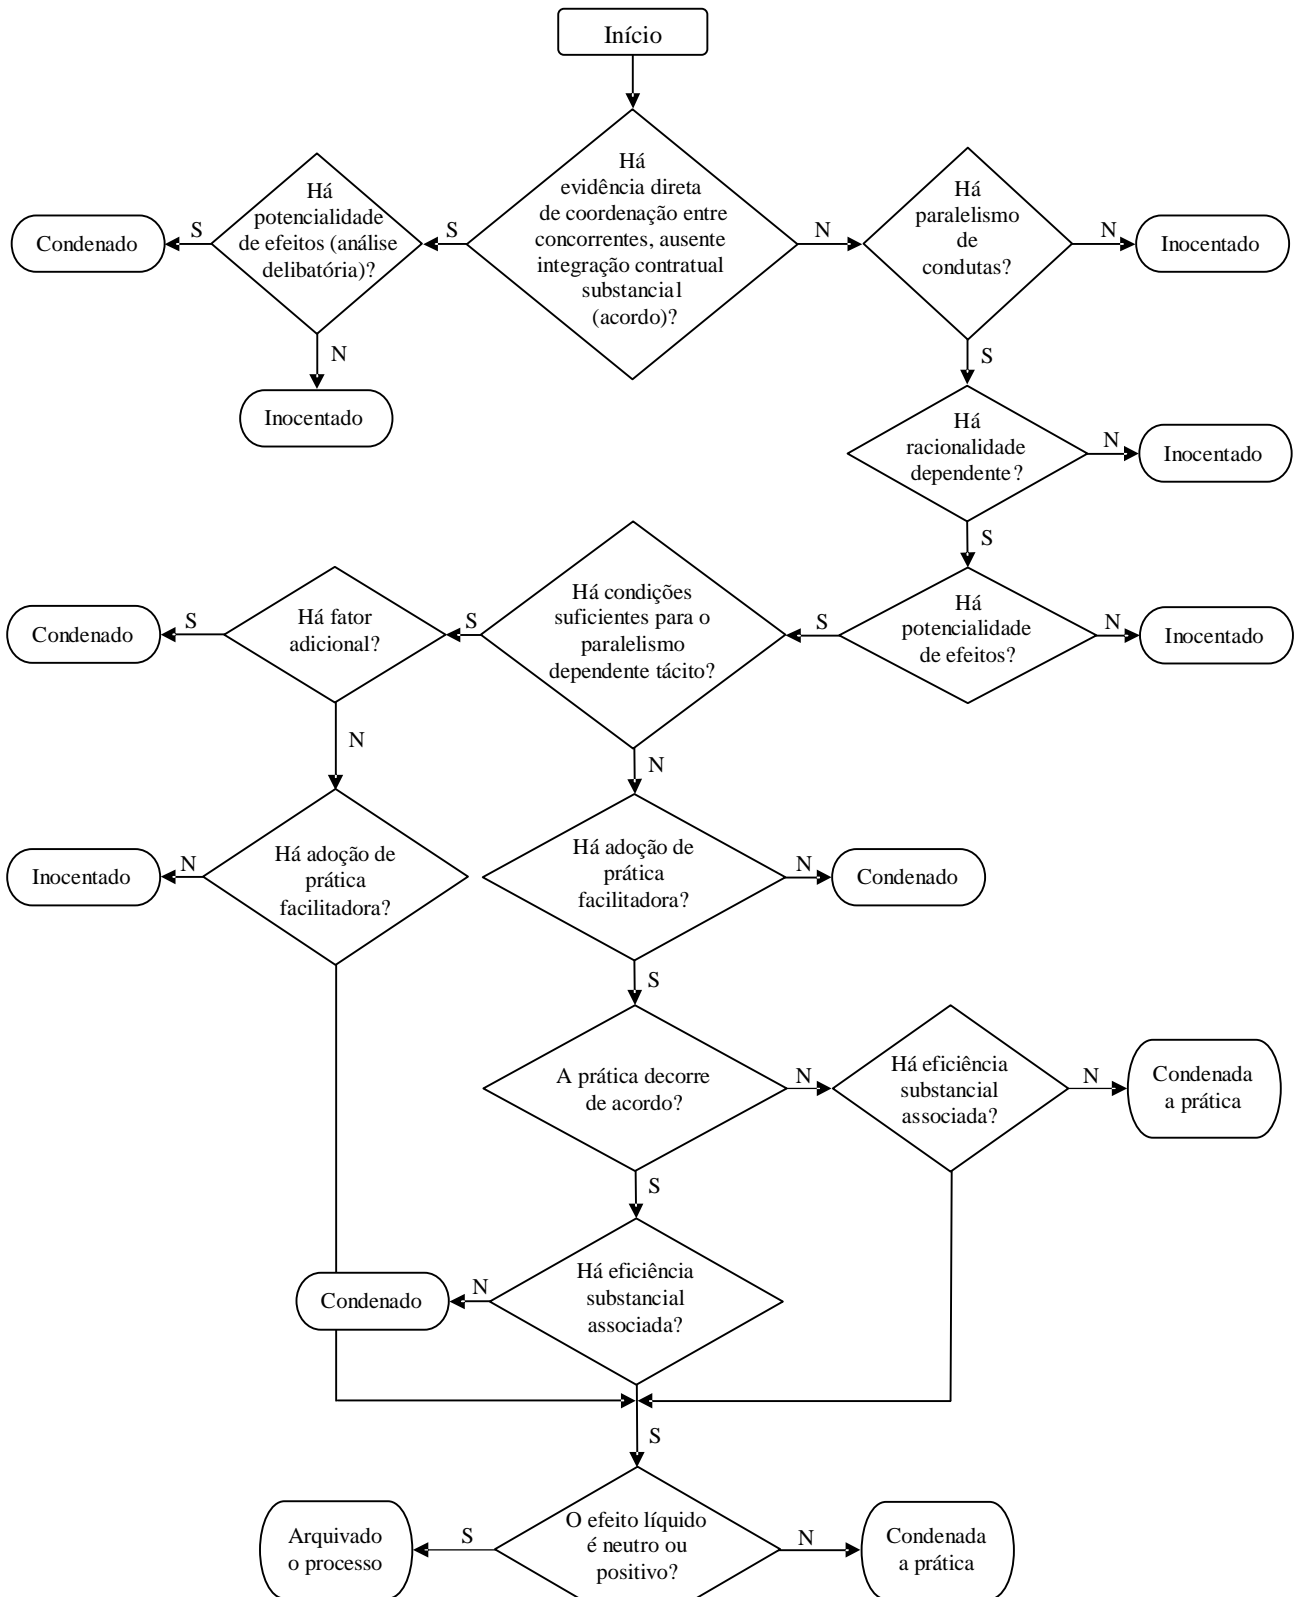 Início
Há
evidência direta
de coordenação entre
concorrentes, ausente
integração contratual
substancial
(acordo)?
S
N
Há
potencialidade
de efeitos (análise
delibatória)?
S
Condenado
N
Inocentado
Há
paralelismo
de
condutas?
N
Inocentado
S
Há
racionalidade
dependente?
N
Inocentado
S
Há
potencialidade
de efeitos?
N
Inocentado
S
Há condições
suficientes para o
paralelismo
dependente tácito?
S
Há fator
adicional?
S
Condenado
N
N
Há adoção de
prática
facilitadora?
N
Inocentado
Há adoção de
prática
facilitadora?
N
Condenado
S
A prática decorre
de acordo?
N
Há eficiência
substancial
associada?
N
Condenada
a prática
S
Há eficiência
substancial
associada?
N
Condenado
S
O efeito líquido
é neutro ou
positivo?
S
Arquivado
o processo
N
Condenada
a prática